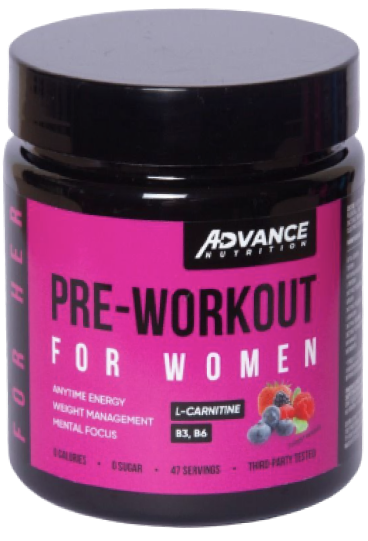 ADVANCE
NUTRITION
PRE-WORKOUT
FOR WOMEN
FOR HER
ANYTIME ENERGY
WEIGHT MANAGEMENT
MENTAL FOCUS
L-CARNITINE
B3, B6
0 CALORIES • 0 SUGAR • 47 SERVINGS • THIRD-PARTY TESTED